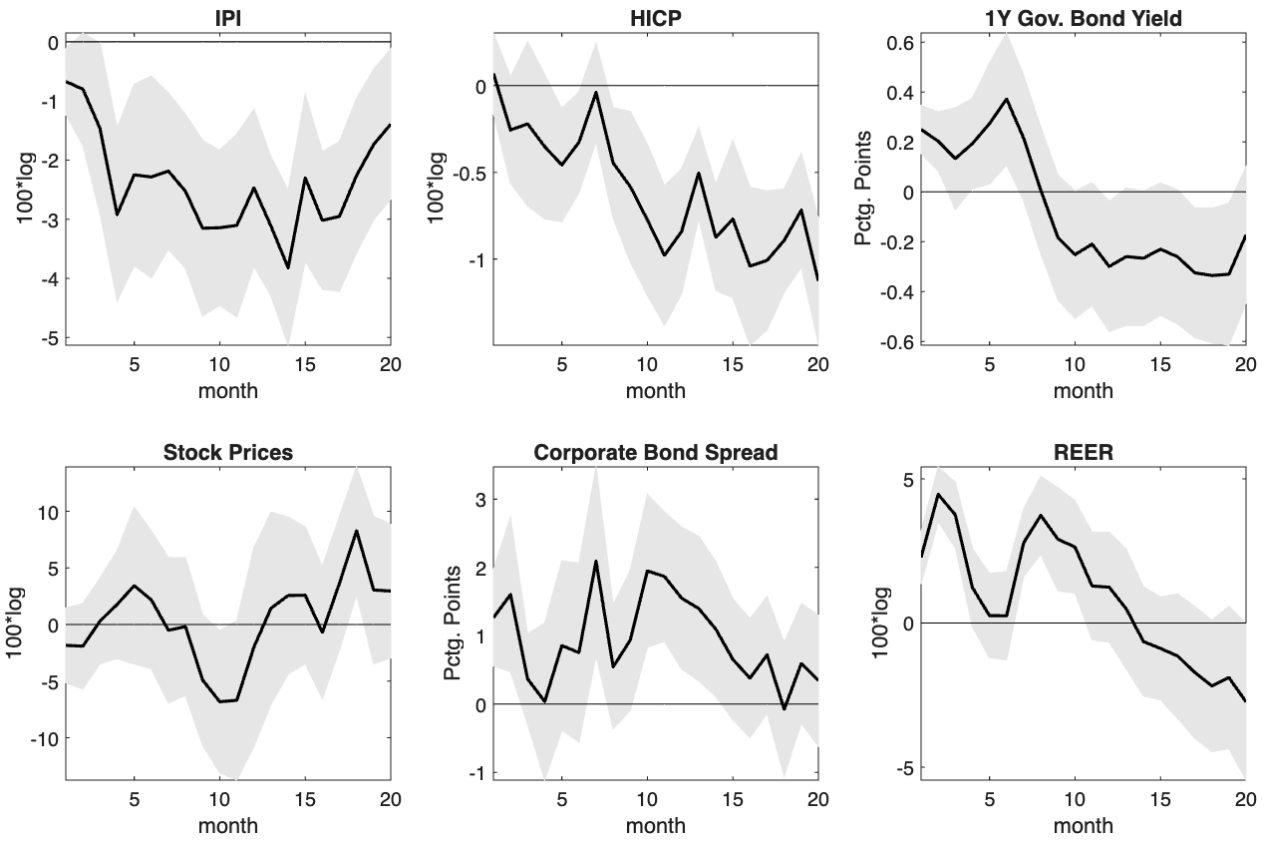 IPI
0
-1
-2
-3
-4
-5
100*log
5
10
15
20
month
HICP
0
-0.5
-1
100*log
5
10
15
20
month
1Y Gov. Bond Yield
0.6
0.4
0.2
0
-0.2
-0.4
-0.6
Pctg. Points
5
10
15
20
month
Stock Prices
10
5
0
-5
-10
100*log
5
10
15
20
month
Corporate Bond Spread
3
2
1
0
-1
Pctg. Points
5
10
15
20
month
REER
5
0
-5
100*log
5
10
15
20
month